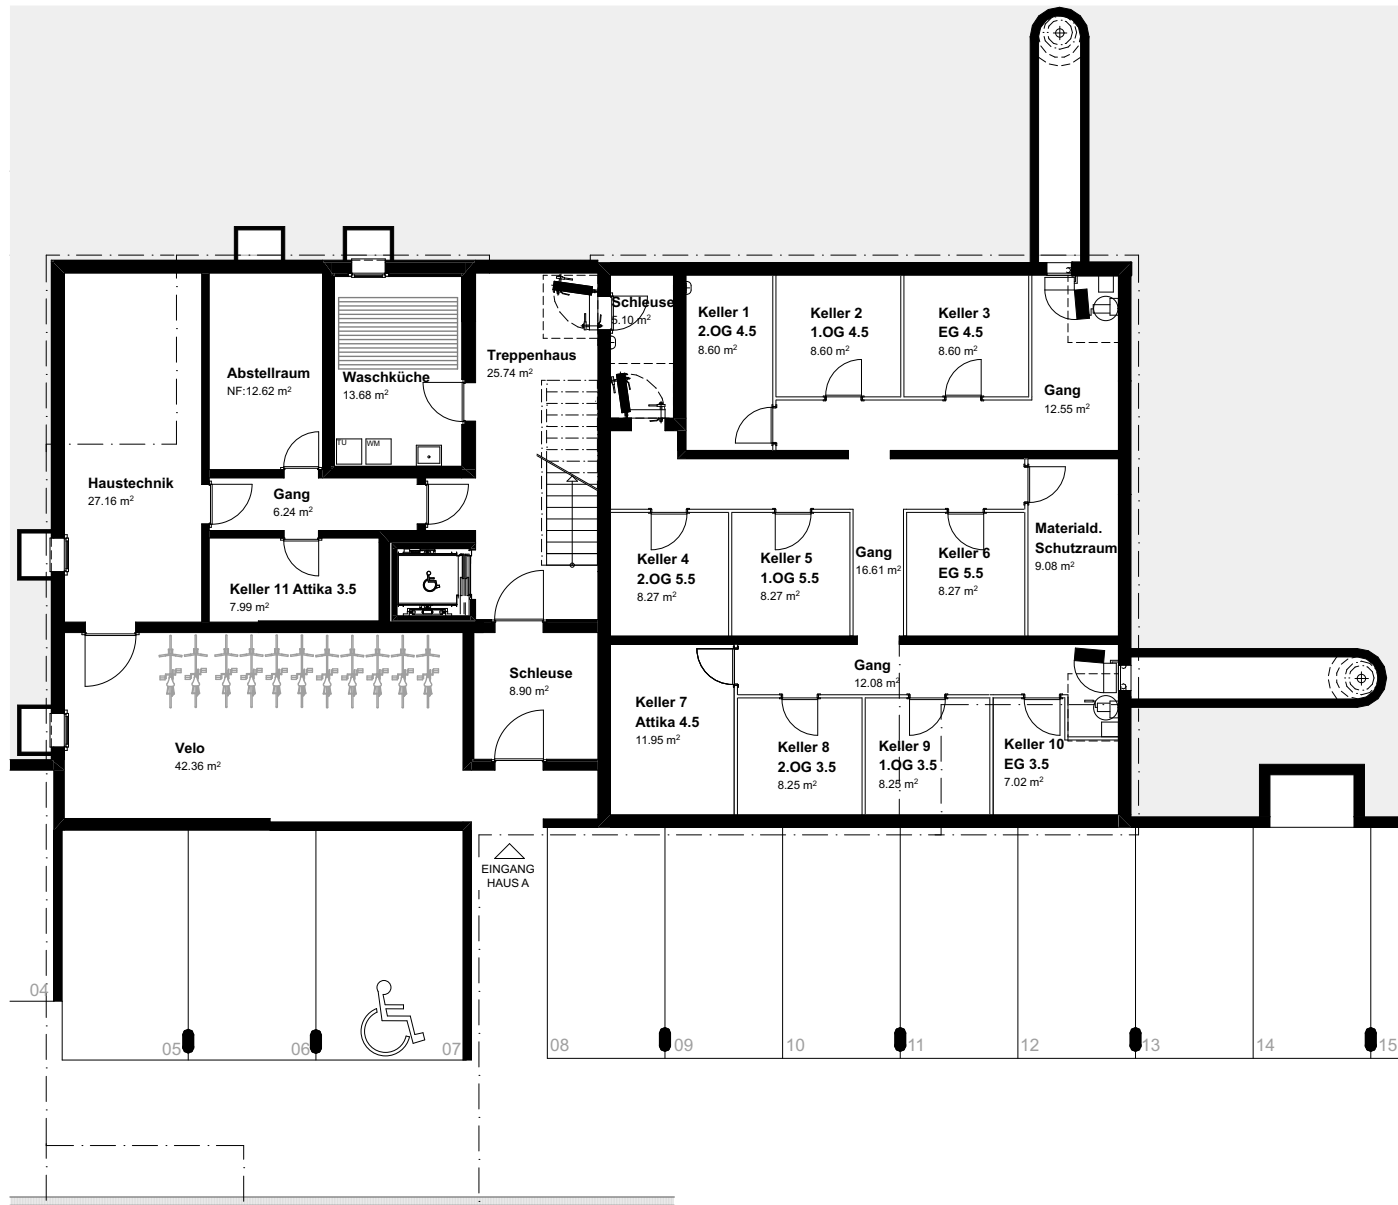 Schleuse
5.10 m²
Keller 1
2.OG 4.5
8.60 m²
Keller 2
1.OG 4.5
8.60 m²
Keller 3
EG 4.5
8.60 m²
Treppenhaus
25.74 m²
Abstellraum
NF:12.62 m²
Waschküche
13.68 m²
Gang
12.55 m²
TU
WM
Haustechnik
27.16 m²
Gang
6.24 m²
Materiald.
Schutzraum
9.08 m²
Keller 4
2.OG 5.5
8.27 m²
Keller 5
1.OG 5.5
8.27 m²
Gang
16.61 m²
Keller 6
EG 5.5
8.27 m²
Keller 11 Attika 3.5
7.99 m²
Schleuse
8.90 m²
Gang
12.08 m²
Keller 7
Attika 4.5
11.95 m²
Velo
42.36 m²
Keller 8
2.OG 3.5
8.25 m²
Keller 9
1.OG 3.5
8.25 m²
Keller 10
EG 3.5
7.02 m²
EINGANG
HAUS A
04
05
06
07
08
09
10
11
12
13
14
15